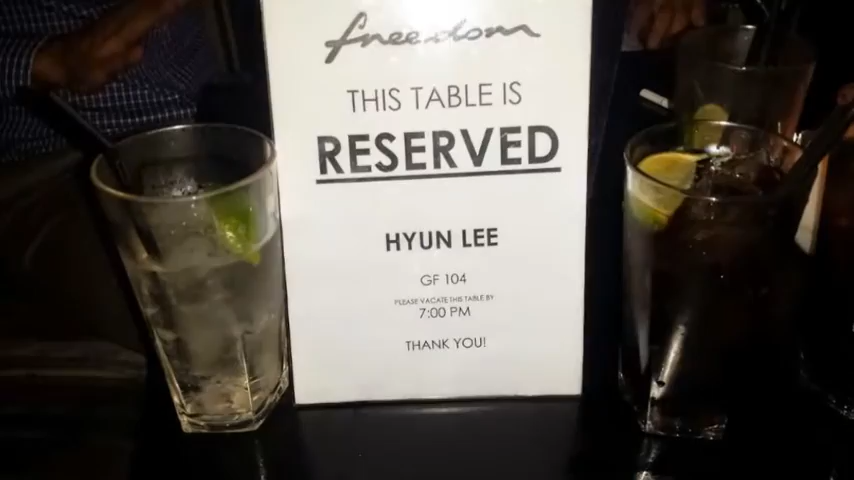 freedom
THIS TABLE IS
RESERVED
HYUN LEE
GF 104
PLEASE VACATE THIS TABLE BY
7:00 PM
THANK YOU!